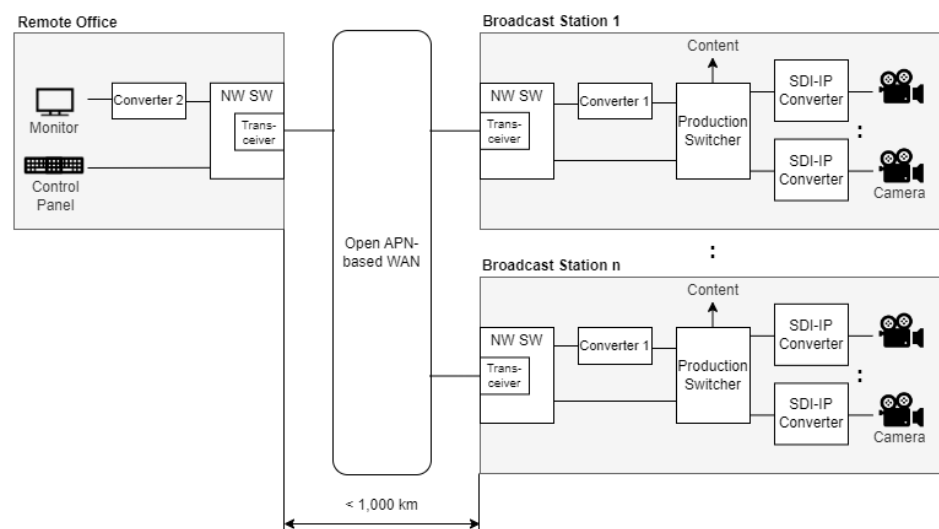 Remote Office
Monitor
Converter 2
NW SW
Trans-
ceiver
Control
Panel
Open APN-
based WAN
< 1,000 km
Broadcast Station 1
NW SW
Trans-
ceiver
Converter 1
Content
Production
Switcher
SDI-IP
Converter
:
SDI-IP
Converter
:
Camera
:
Broadcast Station n
NW SW
Trans-
ceiver
Converter 1
Content
Production
Switcher
SDI-IP
Converter
:
SDI-IP
Converter
:
Camera